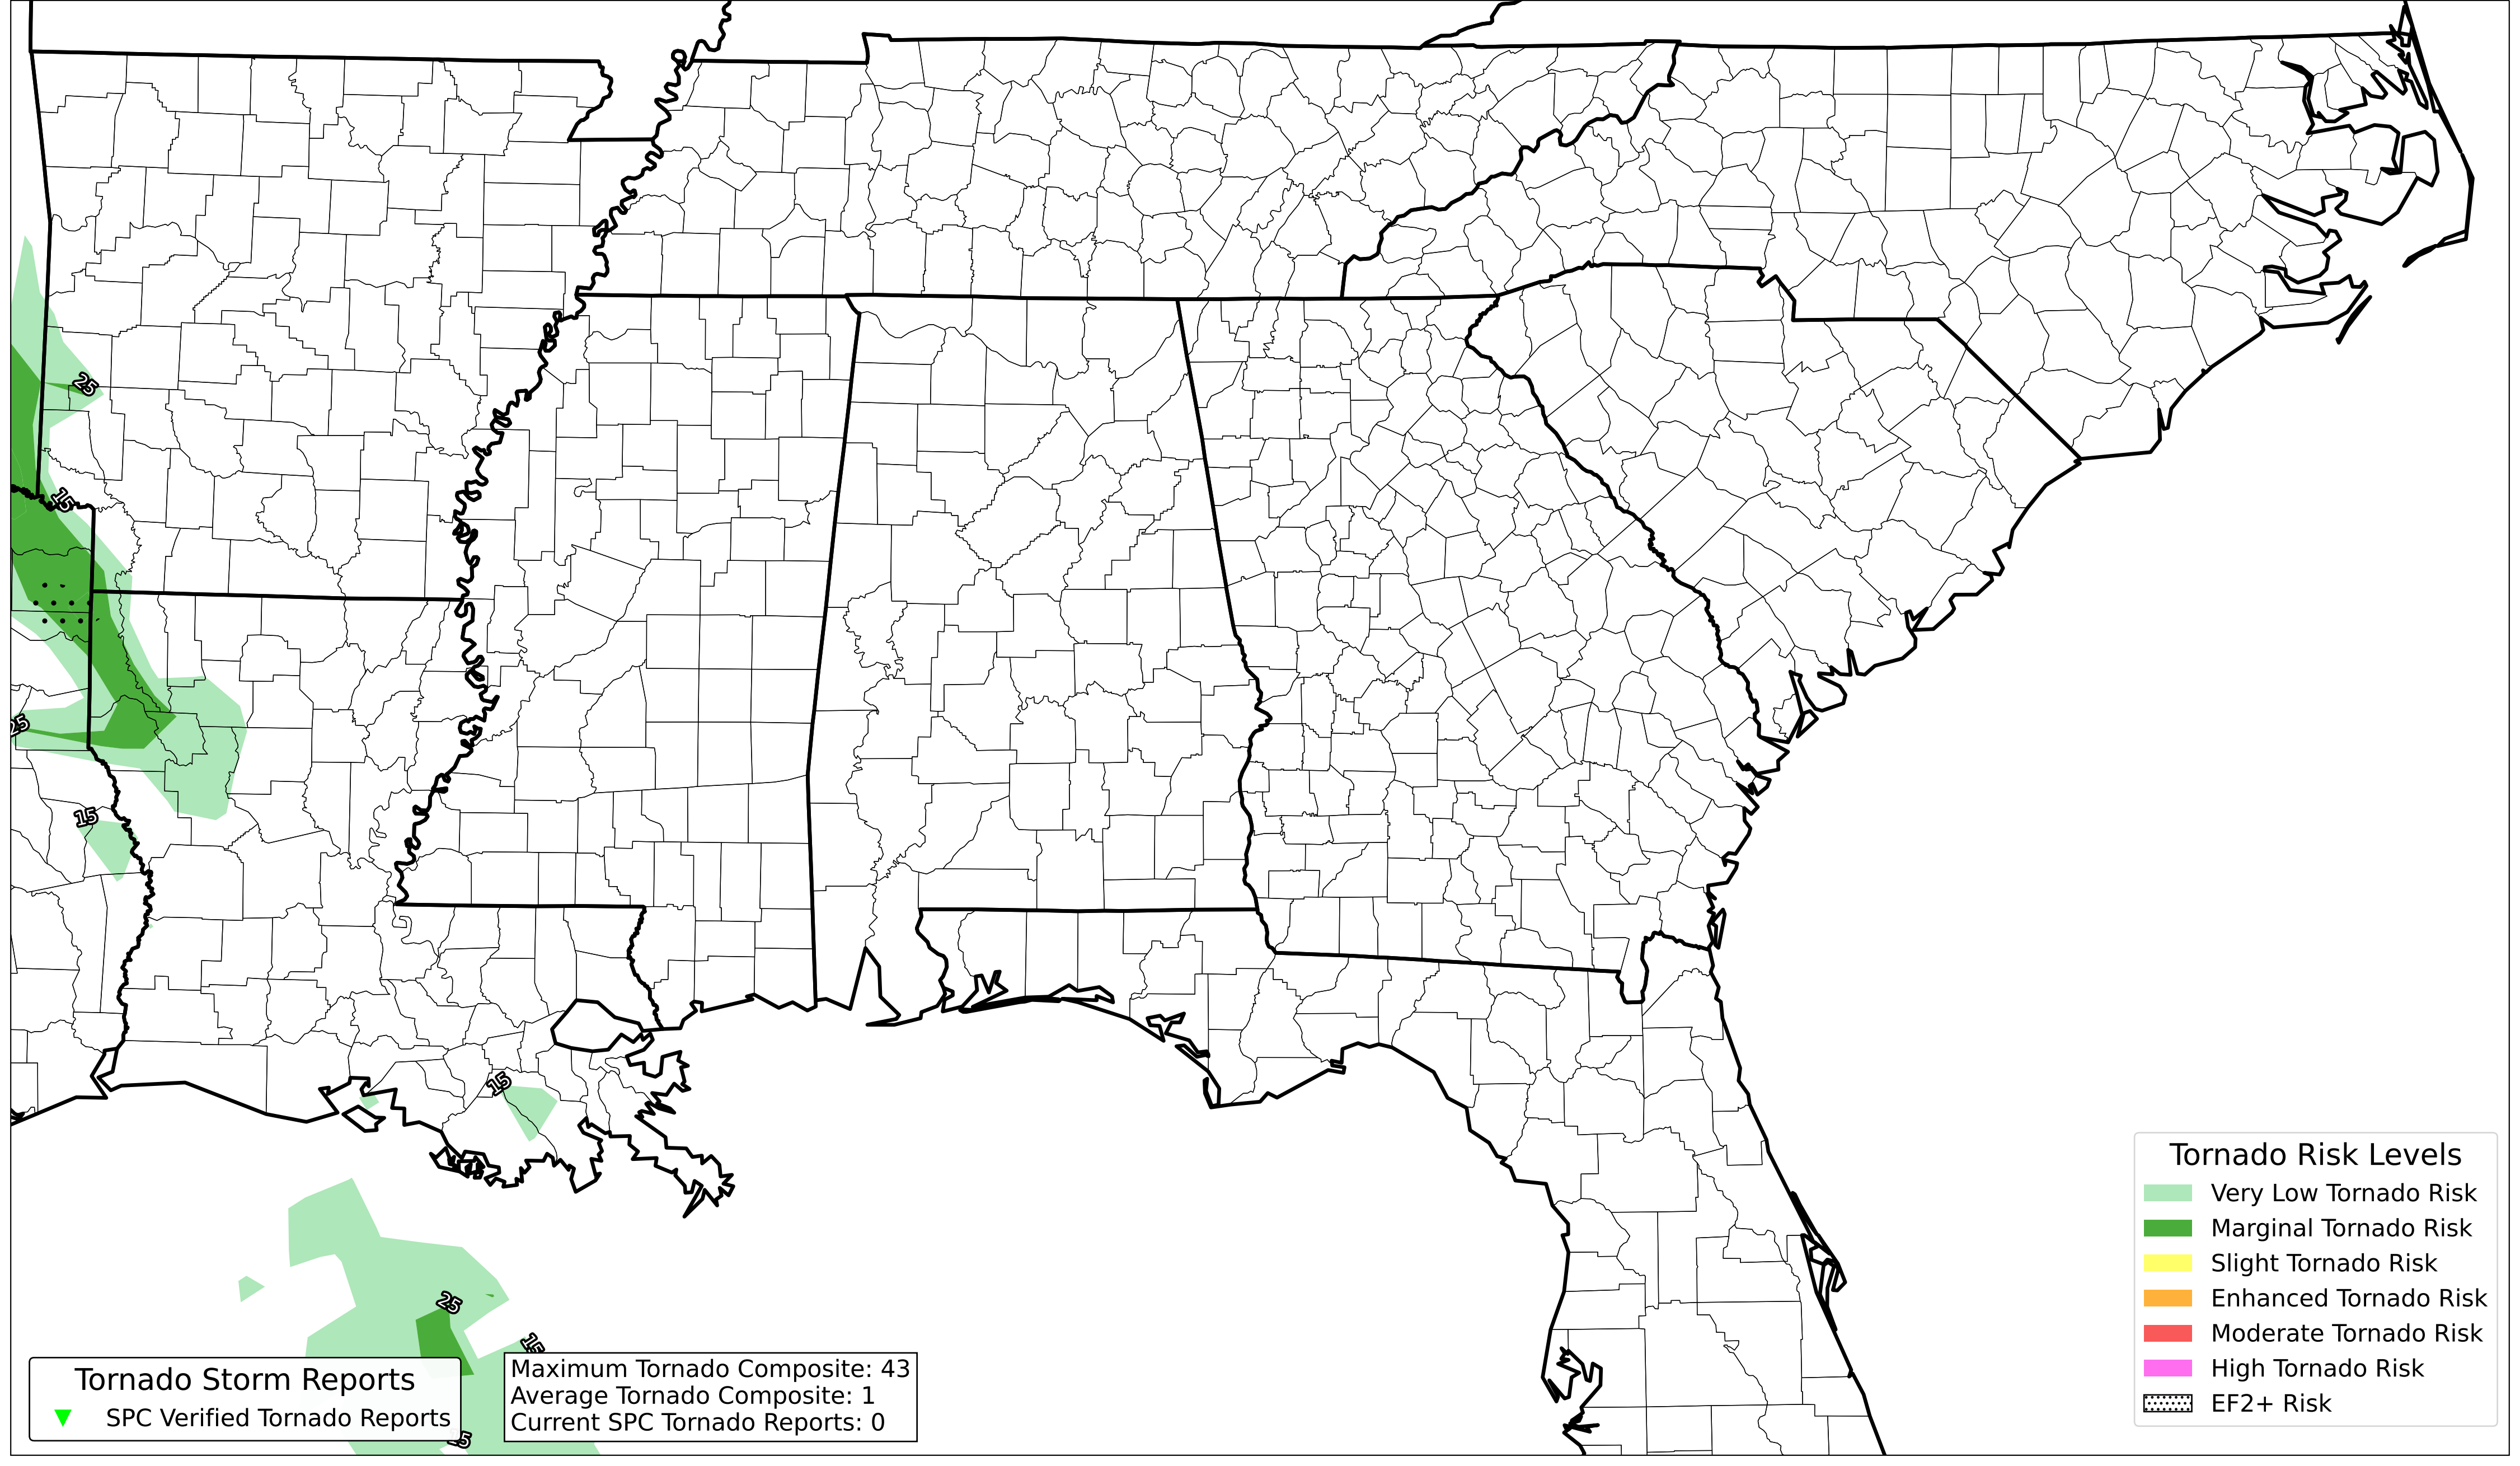 25
15
25
15
15
25
15
Tornado Storm Reports
SPC Verified Tornado Reports
Maximum Tornado Composite: 43
Average Tornado Composite: 1
Current SPC Tornado Reports: 0
Tornado Risk Levels
Very Low Tornado Risk
Marginal Tornado Risk
Slight Tornado Risk
Enhanced Tornado Risk
Moderate Tornado Risk
High Tornado Risk
EF2+ Risk